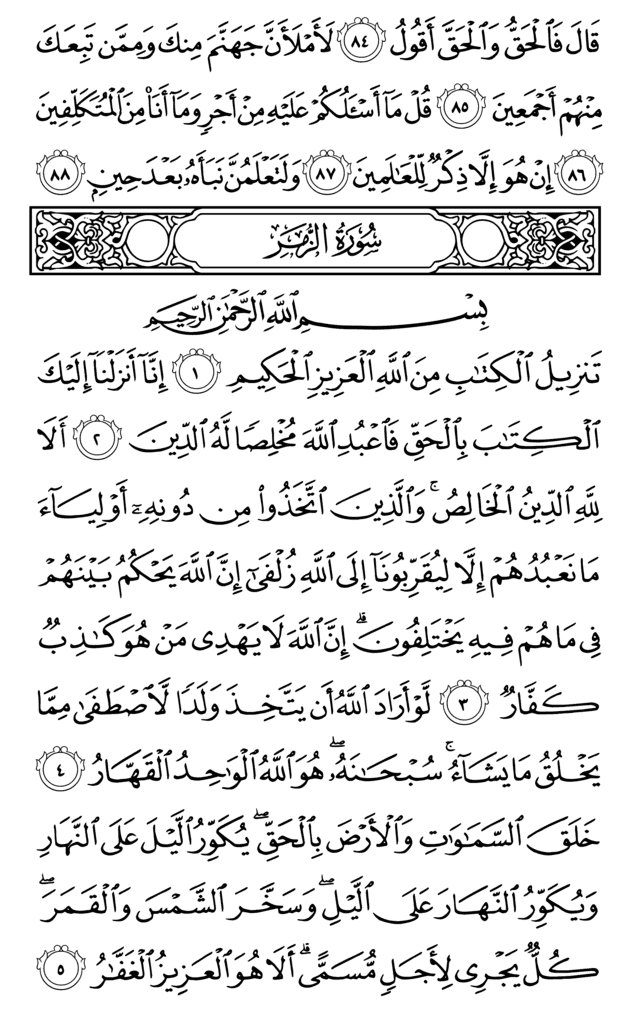 قَالَ فَٱلْحَقُّ وَٱلْحَقَّ أَقُولُ ٨٤ لَأَمْلَأَنَّ جَهَنَّمَ مِنكَ وَمِمَّن تَبِعَكَ
مِنْهُمْ أَجْمَعِينَ ٨٥ قُلْ مَآ أَسْـَٔلُكُمْ عَلَيْهِ مِنْ أَجْرٍ وَمَآ أَنَا۠ مِنَ ٱلْمُتَكَلِّفِينَ
٨٦ إِنْ هُوَ إِلَّا ذِكْرٌ لِّلْعَـٰلَمِينَ ٨٧ وَلَتَعْلَمُنَّ نَبَأَهُۥ بَعْدَ حِينٍۭ ٨٨
سُورَةُ الزُّمَرِ
بِسْمِ ٱللَّهِ ٱلرَّحْمَـٰنِ ٱلرَّحِيمِ
تَنزِيلُ ٱلْكِتَـٰبِ مِنَ ٱللَّهِ ٱلْعَزِيزِ ٱلْحَكِيمِ ١ إِنَّآ أَنزَلْنَآ إِلَيْكَ
ٱلْكِتَـٰبَ بِٱلْحَقِّ فَٱعْبُدِ ٱللَّهَ مُخْلِصًا لَّهُ ٱلدِّينَ ٢ أَلَا
لِلَّهِ ٱلدِّينُ ٱلْخَالِصُ ۚ وَٱلَّذِينَ ٱتَّخَذُوا۟ مِن دُونِهِۦٓ أَوْلِيَآءَ
مَا نَعْبُدُهُمْ إِلَّا لِيُقَرِّبُونَآ إِلَى ٱللَّهِ زُلْفَىٰٓ إِنَّ ٱللَّهَ يَحْكُمُ بَيْنَهُمْ
فِى مَا هُمْ فِيهِ يَخْتَلِفُونَ ۗ إِنَّ ٱللَّهَ لَا يَهْدِى مَنْ هُوَ كَـٰذِبٌ
كَفَّارٌ ٣ لَّوْ أَرَادَ ٱللَّهُ أَن يَتَّخِذَ وَلَدًا لَّٱصْطَفَىٰ مِمَّا
يَخْلُقُ مَا يَشَآءُ ۚ سُبْحَـٰنَهُۥ ۖ هُوَ ٱللَّهُ ٱلْوَٰحِدُ ٱلْقَهَّارُ ٤
خَلَقَ ٱلسَّمَـٰوَٰتِ وَٱلْأَرْضَ بِٱلْحَقِّ ۖ يُكَوِّرُ ٱلَّيْلَ عَلَى ٱلنَّهَارِ
وَيُكَوِّرُ ٱلنَّهَارَ عَلَى ٱلَّيْلِ ۖ وَسَخَّرَ ٱلشَّمْسَ وَٱلْقَمَرَ ۖ
كُلٌّ يَجْرِى لِأَجَلٍ مُّسَمًّى ۗ أَلَا هُوَ ٱلْعَزِيزُ ٱلْغَفَّـٰرُ ٥